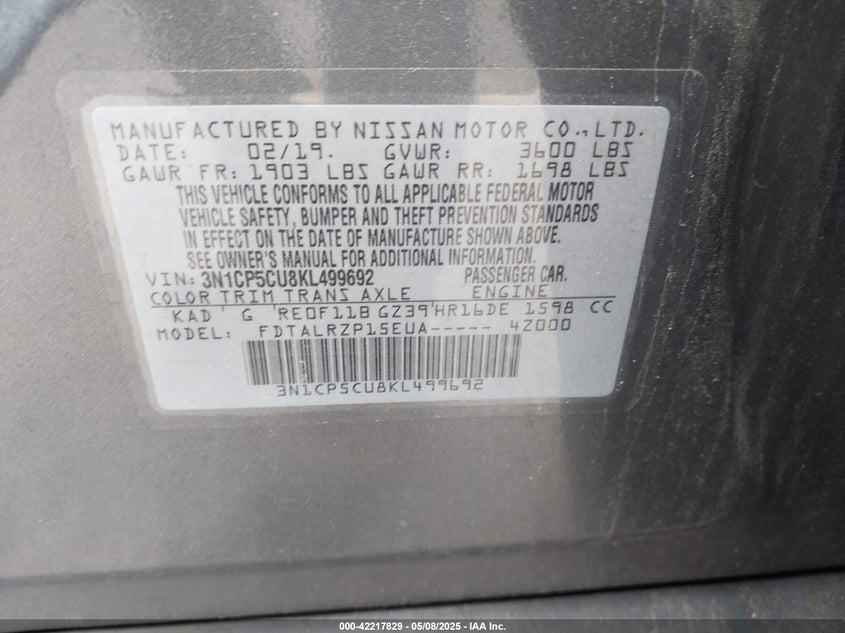 MANUFACTURED BY NISSAN MOTOR CO.,LTD.
DATE: 02/19. GVWR: 3600 LBS
GAWR FR: 1903 LBS GAWR RR: 1698 LBS
THIS VEHICLE CONFORMS TO ALL APPLICABLE FEDERAL MOTOR
VEHICLE SAFETY, BUMPER AND THEFT PREVENTION STANDARDS
IN EFFECT ON THE DATE OF MANUFACTURE SHOWN ABOVE.
SEE OWNER'S MANUAL FOR ADDITIONAL INFORMATION.
VIN: 3N1CP5CU8KL499692 PASSENGER CAR.
COLOR TRIM TRANS AXLE ENGINE
KAD G RE0F11B GZ39 HR16DE 1598 CC
MODEL: FDTALRZP15EUA----- 4Z000
3N1CP5CU8KL499692
000-42217829 05/08/2025 - IAA Inc.